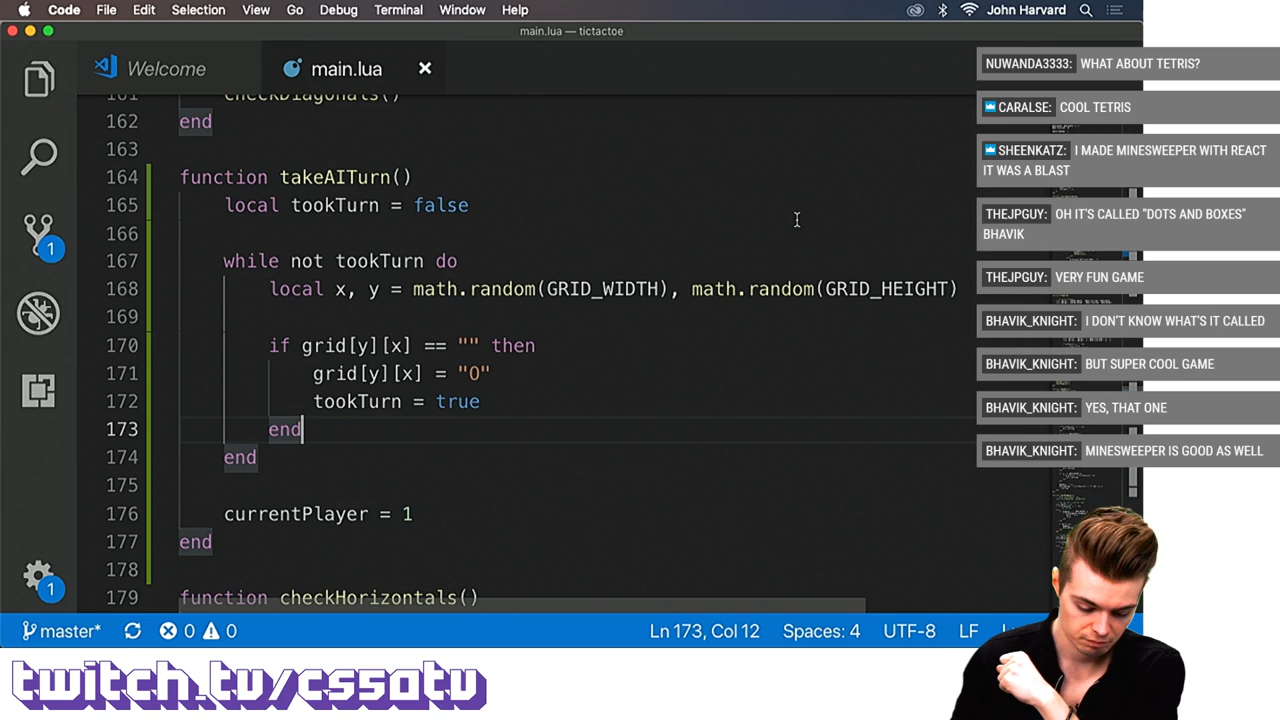 Code File Edit Selection View Go Debug Terminal Window Help John Harvard
main.lua — tictactoe
Welcome main.lua
161 checkDiagonals()
162 end
163
164 function takeAITurn()
165 local tookTurn = false
166
167 while not tookTurn do
168 local x, y = math.random(GRID_WIDTH), math.random(GRID_HEIGHT)
169
170 if grid[y][x] == "" then
171 grid[y][x] = "O"
172 tookTurn = true
173 end
174 end
175
176 currentPlayer = 1
177 end
178
179 function checkHorizontals()
1
1
master* 0 0 Ln 173, Col 12 Spaces: 4 UTF-8 LF
NUWANDA3333: WHAT ABOUT TETRIS?
CARALSE: COOL TETRIS
SHEENKATZ: I MADE MINESWEEPER WITH REACT
IT WAS A BLAST
THEJPGUY: OH IT'S CALLED "DOTS AND BOXES"
BHAVIK
THEJPGUY: VERY FUN GAME
BHAVIK_KNIGHT: I DON'T KNOW WHAT'S IT CALLED
BHAVIK_KNIGHT: BUT SUPER COOL GAME
BHAVIK_KNIGHT: YES, THAT ONE
BHAVIK_KNIGHT: MINESWEEPER IS GOOD AS WELL
twitch.tv/cs50tv